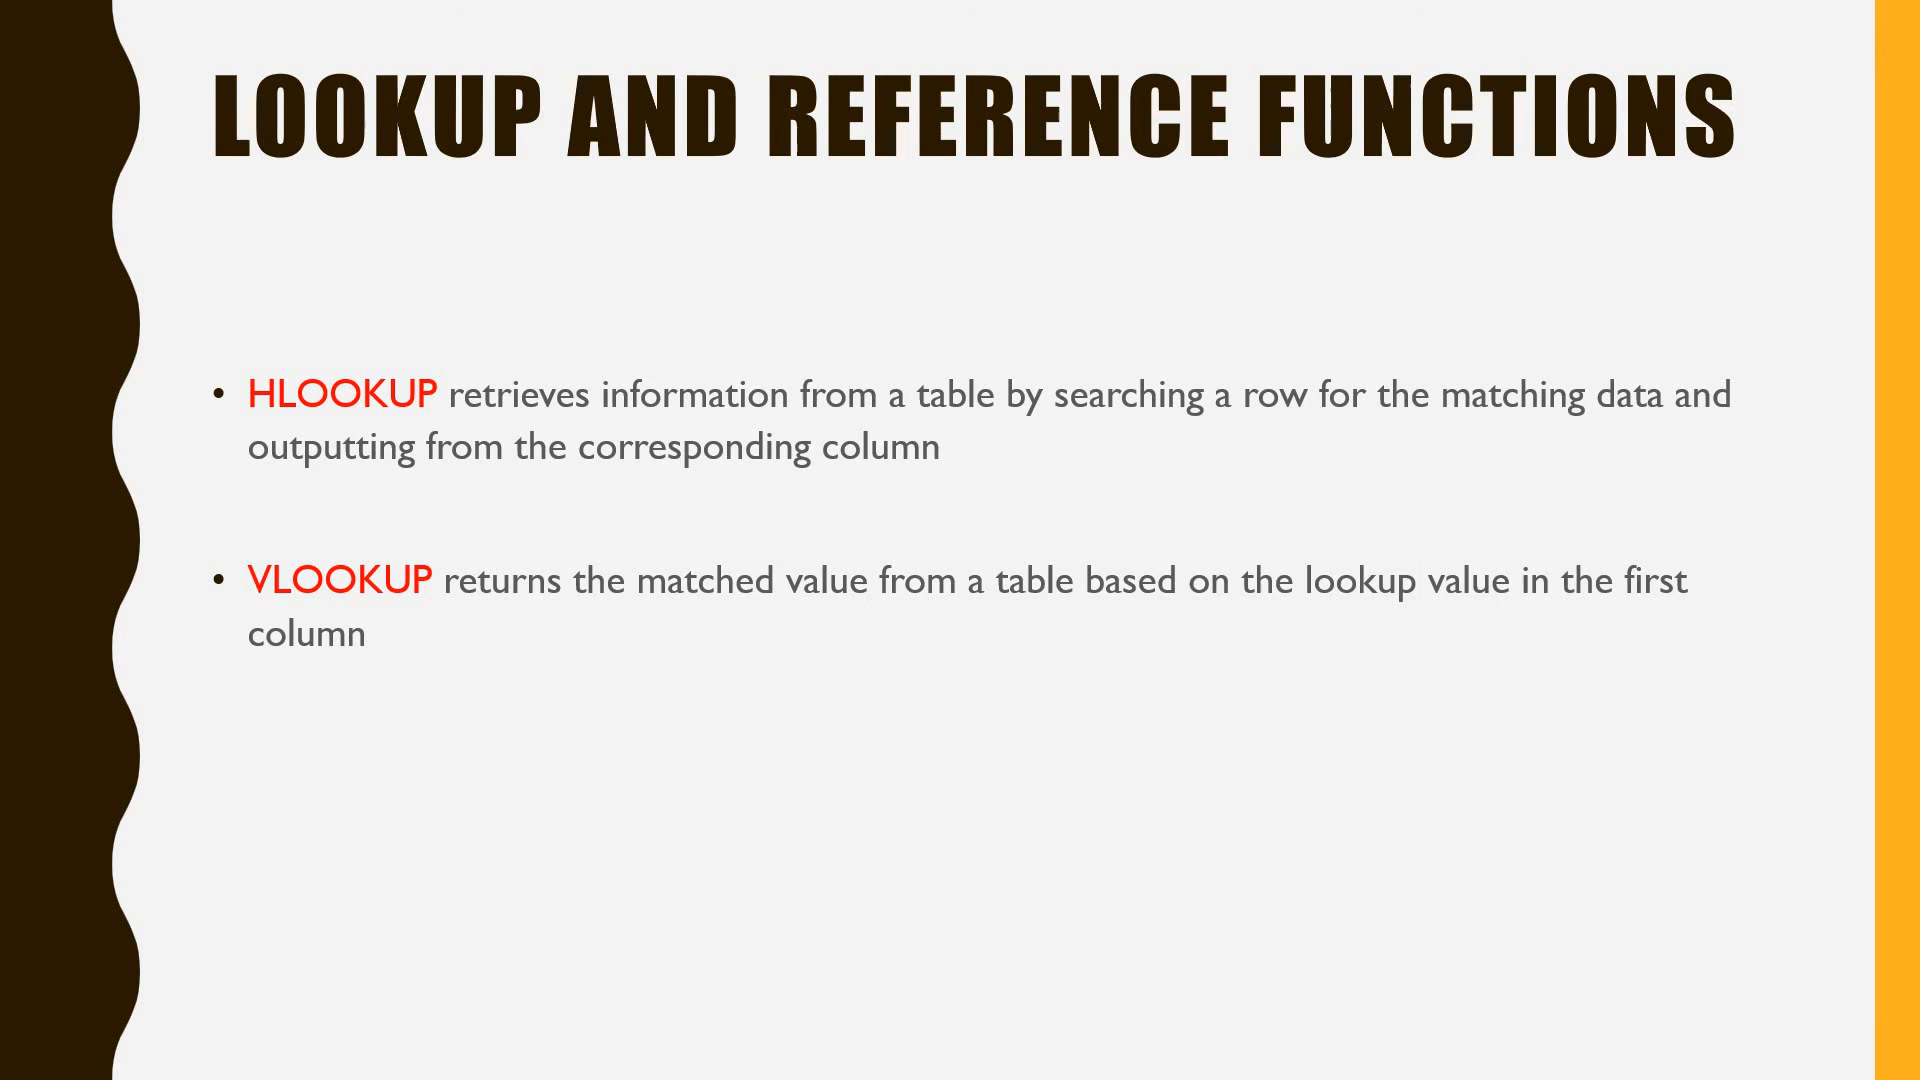 LOOKUP AND REFERENCE FUNCTIONS
• HLOOKUP retrieves information from a table by searching a row for the matching data and
outputting from the corresponding column
• VLOOKUP returns the matched value from a table based on the lookup value in the first
column